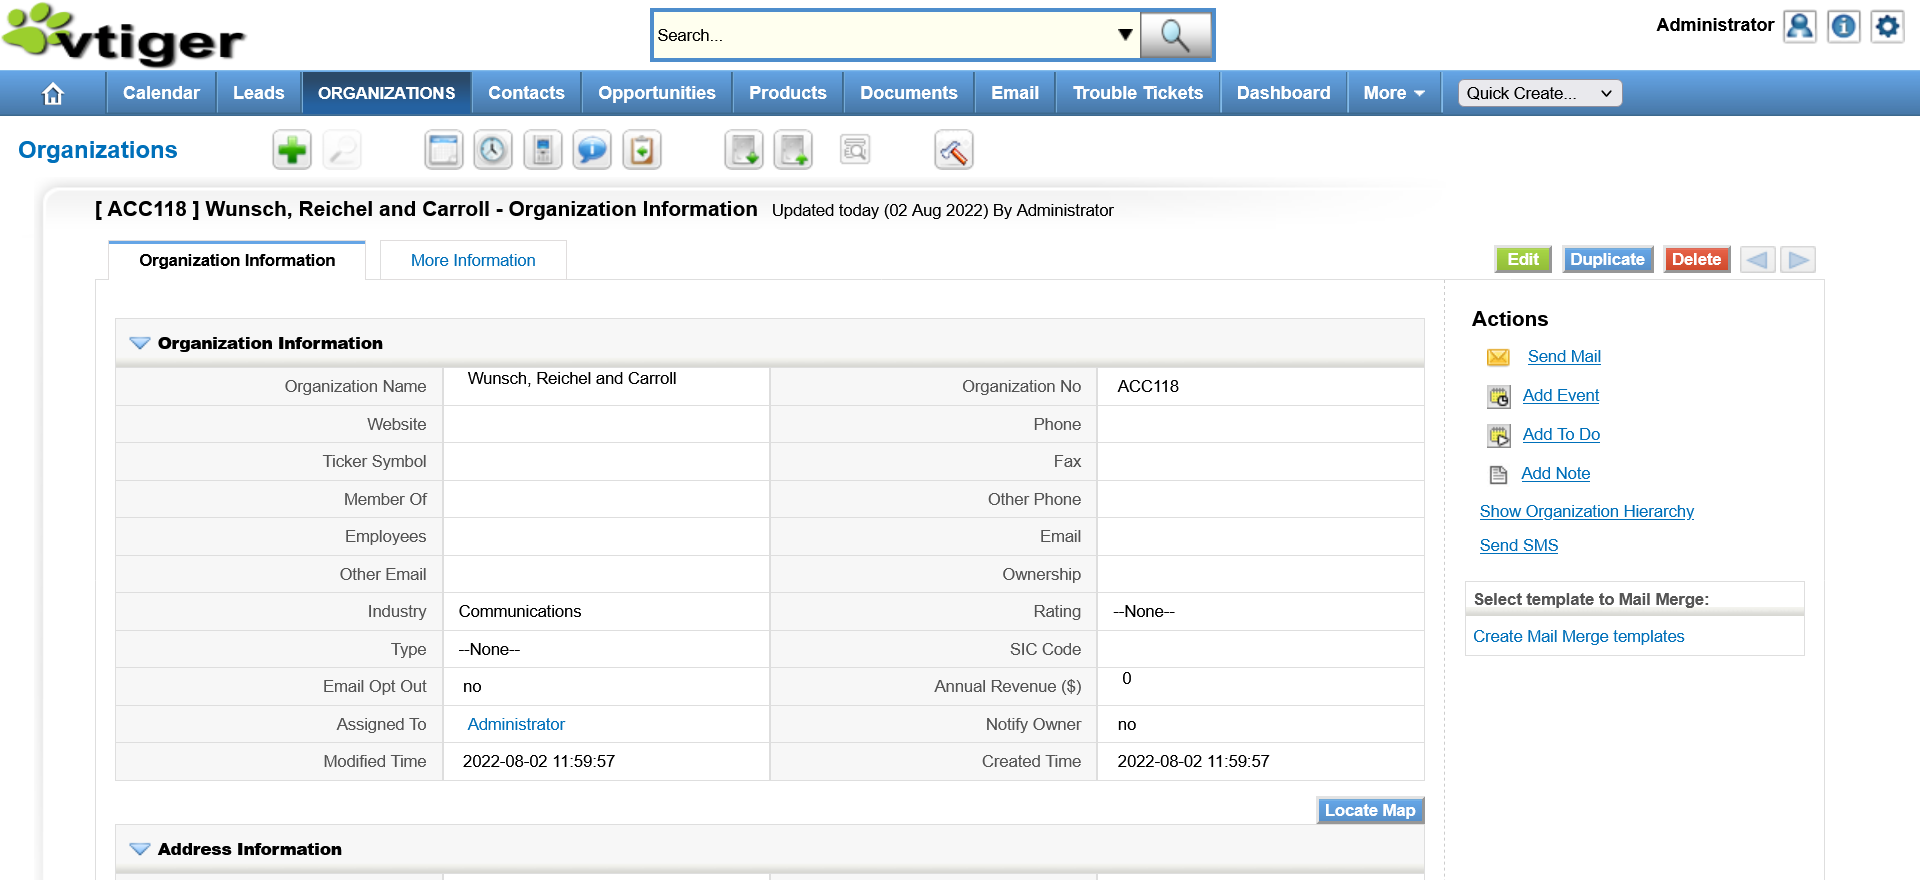 vtiger
Search...
Administrator
Calendar Leads ORGANIZATIONS Contacts Opportunities Products Documents Email Trouble Tickets Dashboard More Quick Create...
Organizations
[ ACC118 ] Wunsch, Reichel and Carroll - Organization Information Updated today (02 Aug 2022) By Administrator
Organization Information More Information Edit Duplicate Delete
Organization Information
Organization Name Wunsch, Reichel and Carroll Organization No ACC118
Website Phone
Ticker Symbol Fax
Member Of Other Phone
Employees Email
Other Email Ownership
Industry Communications Rating --None--
Type --None-- SIC Code
Email Opt Out no Annual Revenue ($) 0
Assigned To Administrator Notify Owner no
Modified Time 2022-08-02 11:59:57 Created Time 2022-08-02 11:59:57
Locate Map
Address Information
Actions
Send Mail
Add Event
Add To Do
Add Note
Show Organization Hierarchy
Send SMS
Select template to Mail Merge:
Create Mail Merge templates